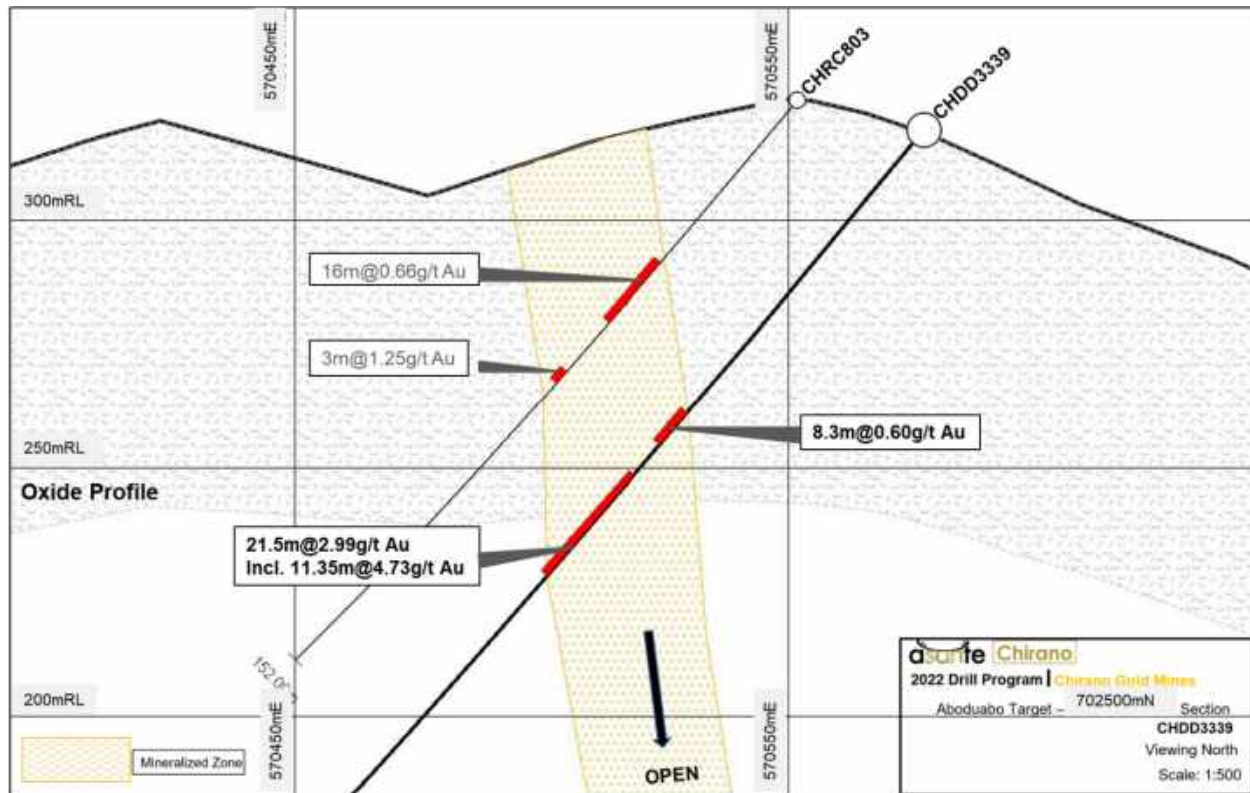 570450mE
570550mE
CHRC803
CHDD3339
300mRL
16m@0.66g/t Au
3m@1.25g/t Au
8.3m@0.60g/t Au
250mRL
Oxide Profile
21.5m@2.99g/t Au
Incl. 11.35m@4.73g/t Au
200mRL
570450mE
570550mE
OPEN
Mineralized Zone
asante Chirano
2022 Drill Program | Chirano Gold Mines
Aboduabo Target – 702500mN Section
CHDD3339
Viewing North
Scale: 1:500